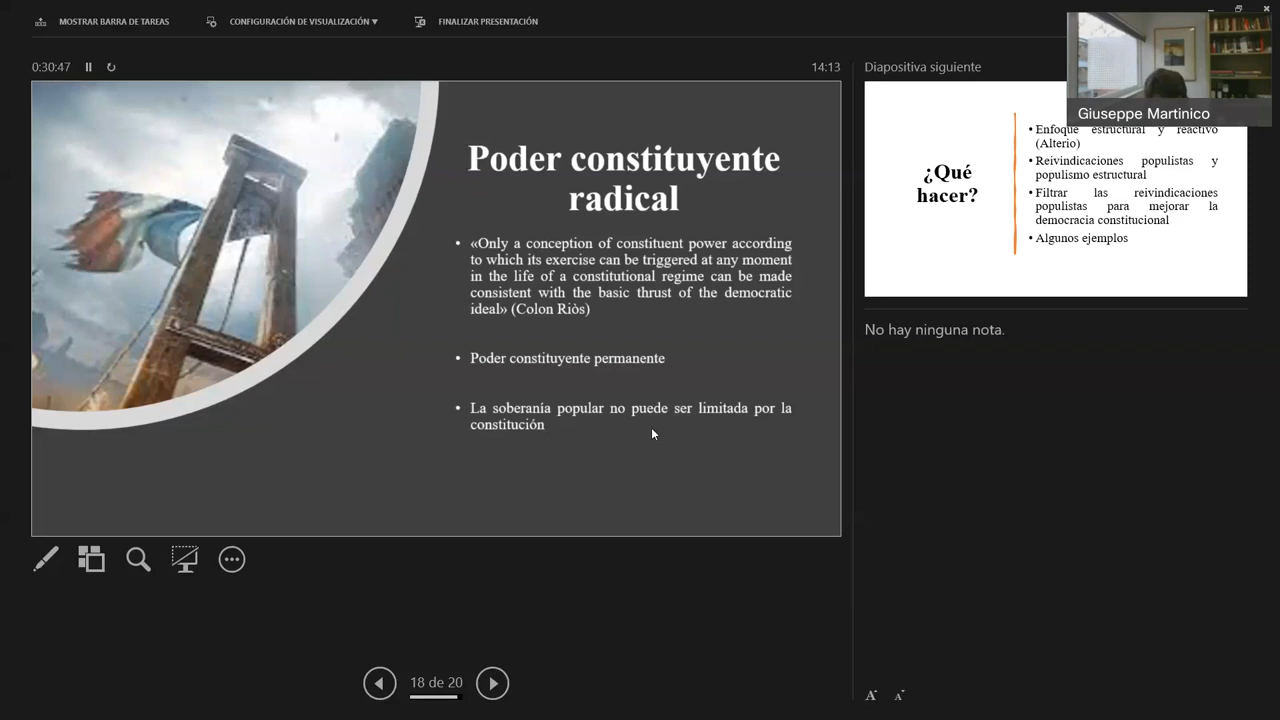 MOSTRAR BARRA DE TAREAS
CONFIGURACIÓN DE VISUALIZACIÓN ▼
FINALIZAR PRESENTACIÓN
0:30:47
14:13
Poder constituyente
radical
• «Only a conception of constituent power according
to which its exercise can be triggered at any moment
in the life of a constitutional regime can be made
consistent with the basic thrust of the democratic
ideal» (Colon Riòs)
• Poder constituyente permanente
• La soberanía popular no puede ser limitada por la
constitución
18 de 20
Diapositiva siguiente
Giuseppe Martinico
¿Qué
hacer?
• Enfoque estructural y reactivo
(Alterio)
• Reivindicaciones populistas y
populismo estructural
• Filtrar las reivindicaciones
populistas para mejorar la
democracia constitucional
• Algunos ejemplos
No hay ninguna nota.
A A